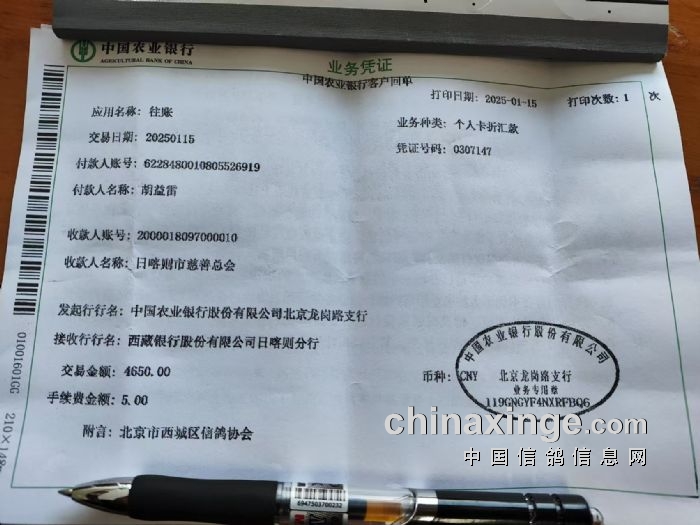 中国农业银行
AGRICULTURAL BANK OF CHINA
业务凭证
中国农业银行客户回单
打印日期: 2025-01-15 打印次数: 1 次
应用名称: 往账 业务种类: 个人卡折汇款
交易日期: 20250115 凭证号码: 0307147
付款人账号: 6228480010805526919
付款人名称: 胡益雷
收款人账号: 2000018097000010
收款人名称: 日喀则市慈善总会
发起行行名: 中国农业银行股份有限公司北京龙岗路支行
接收行行名: 西藏银行股份有限公司日喀则分行
交易金额: 4650.00 币种: CNY
手续费金额: 5.00
附言: 北京市西城区信鸽协会
中国农业银行股份有限公司
北京龙岗路支行
业务专用章
119GNGYF4NXRFBQ6
01001601GG 210×148
6947503700232
chinaxinge.com
中国信鸽信息网